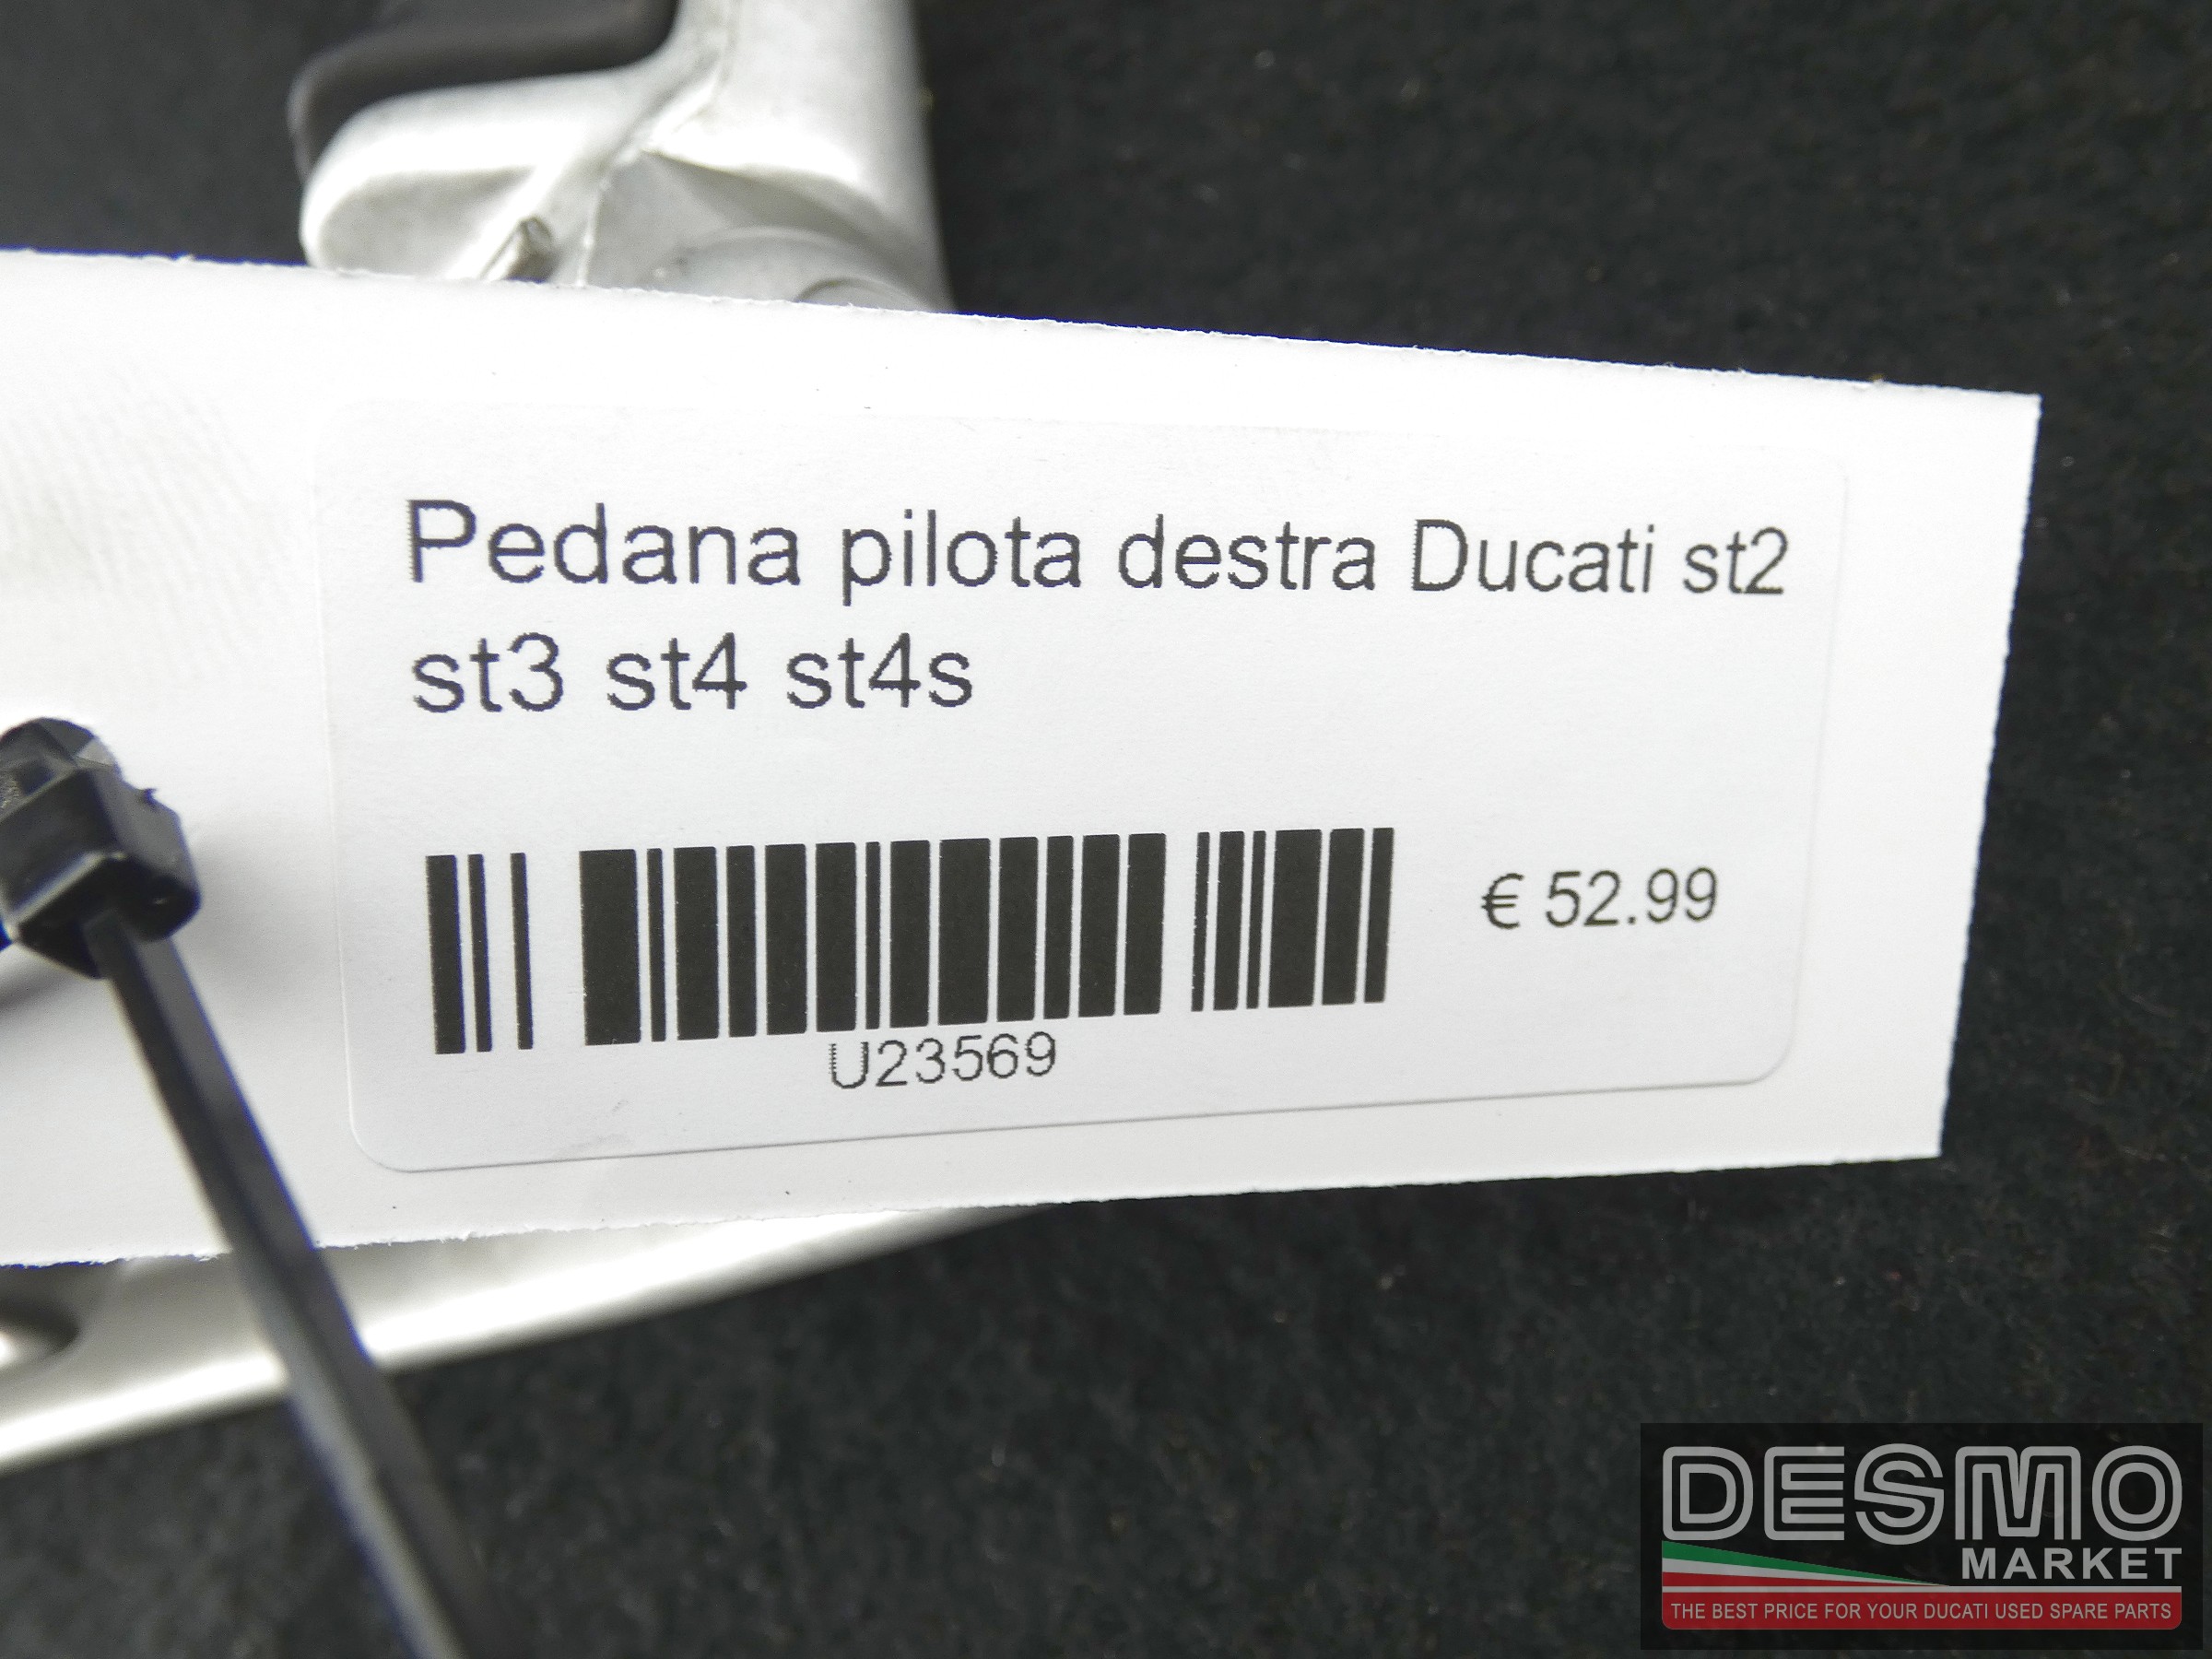 Pedana pilota destra Ducati st2
st3 st4 st4s
€ 52.99
U23569
DESMO
MARKET
THE BEST PRICE FOR YOUR DUCATI USED SPARE PARTS